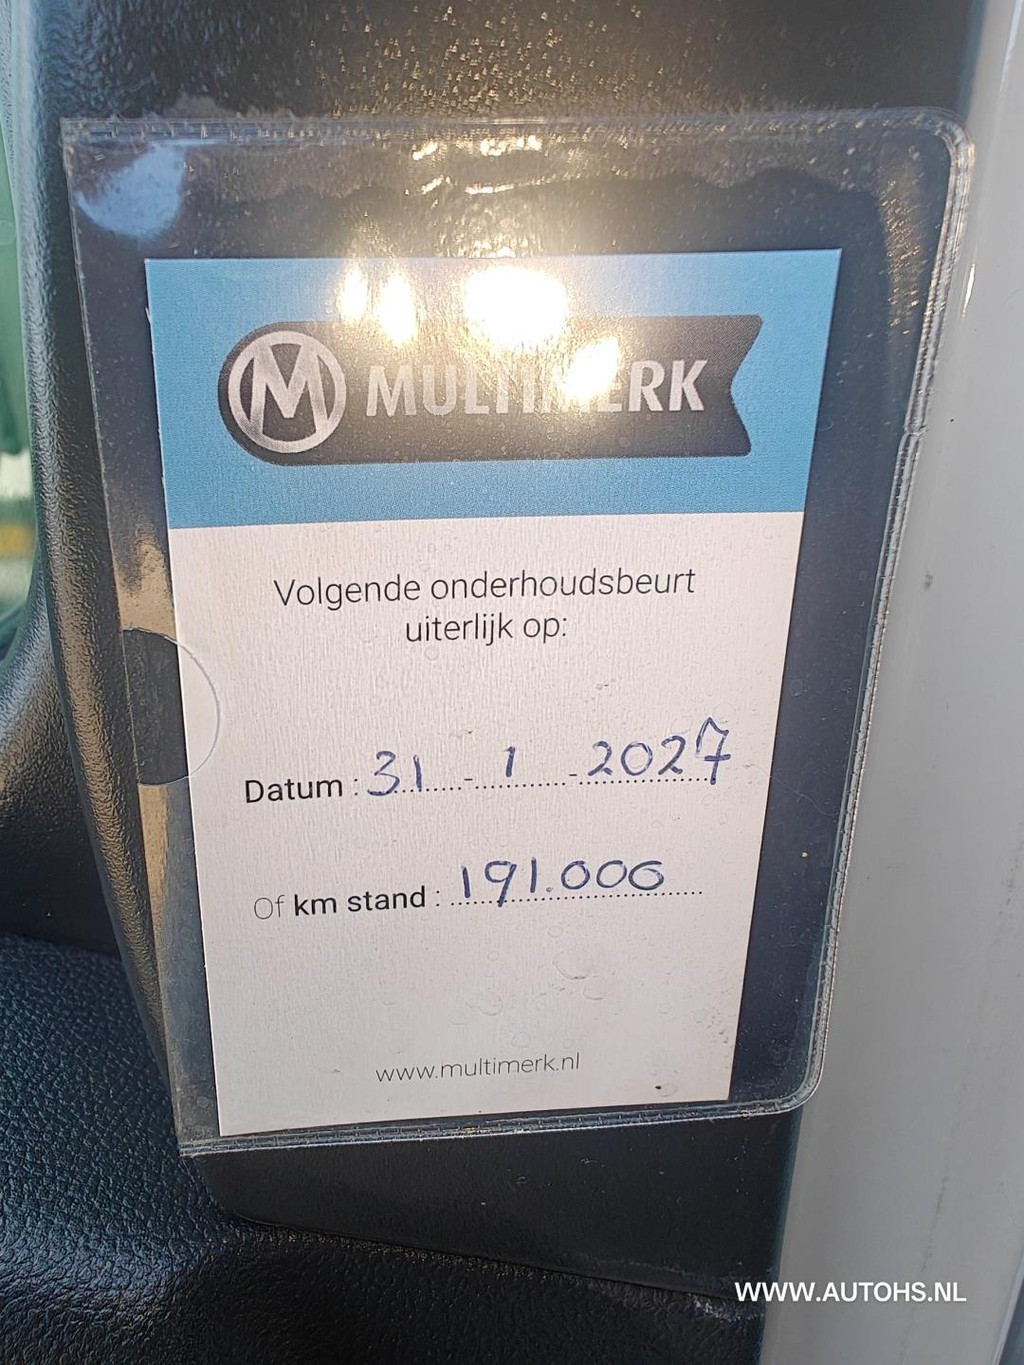 M MULTIMERK
Volgende onderhoudsbeurt
uiterlijk op:
Datum : 31 - 1 - 2027
Of km stand : 191.000
www.multimerk.nl
WWW.AUTOHS.NL